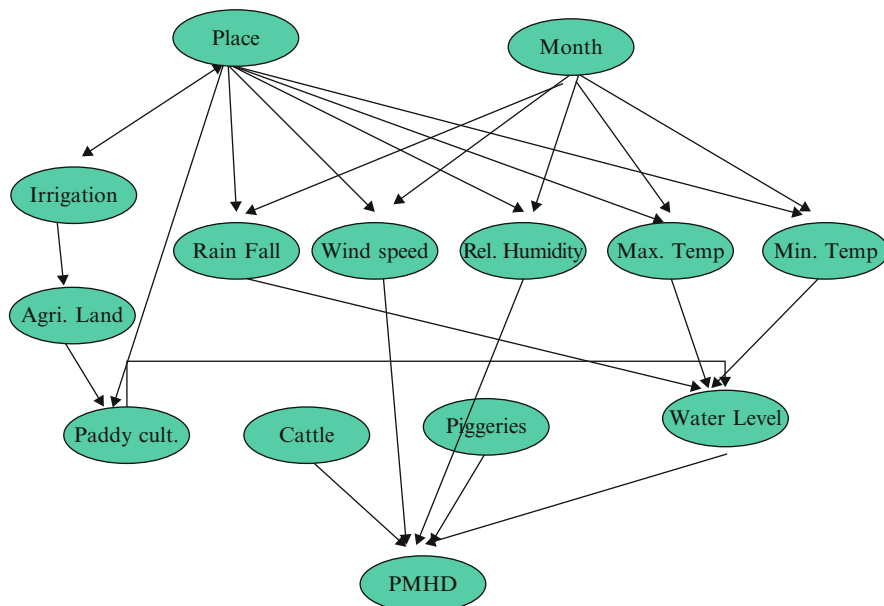 Place
Month
Irrigation
Rain Fall
Wind speed
Rel. Humidity
Max. Temp
Min. Temp
Agri. Land
Paddy cult.
Cattle
Piggeries
Water Level
PMHD